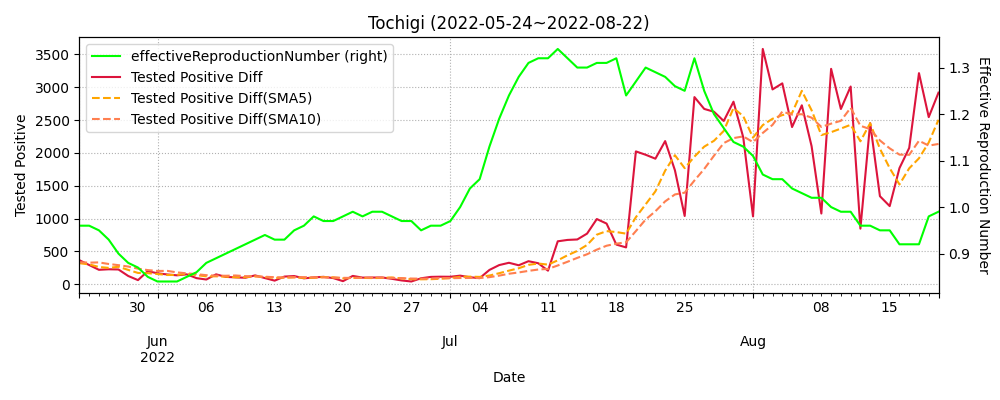 Tochigi (2022-05-24~2022-08-22)
effectiveReproductionNumber (right)
Tested Positive Diff
Tested Positive Diff(SMA5)
Tested Positive Diff(SMA10)
Tested Positive
3500
3000
2500
2000
1500
1000
500
0
1.3
1.2
1.1
1.0
0.9
Effective Reproduction Number
30 06 13 20 27 04 11 18 25 08 15
Jun Jul Aug
2022
Date